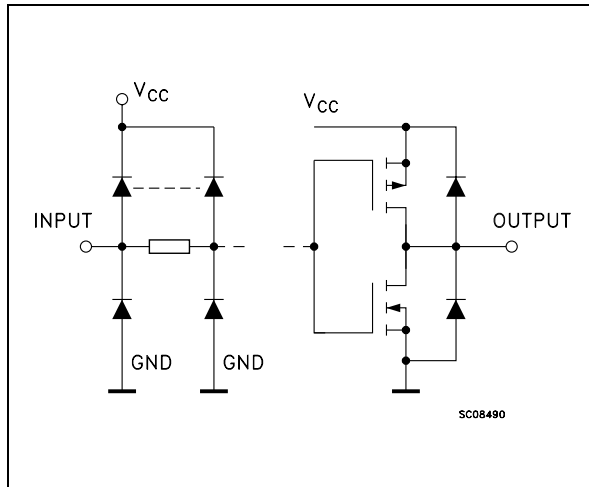 VCC
VCC
INPUT
OUTPUT
GND
GND
SC08490